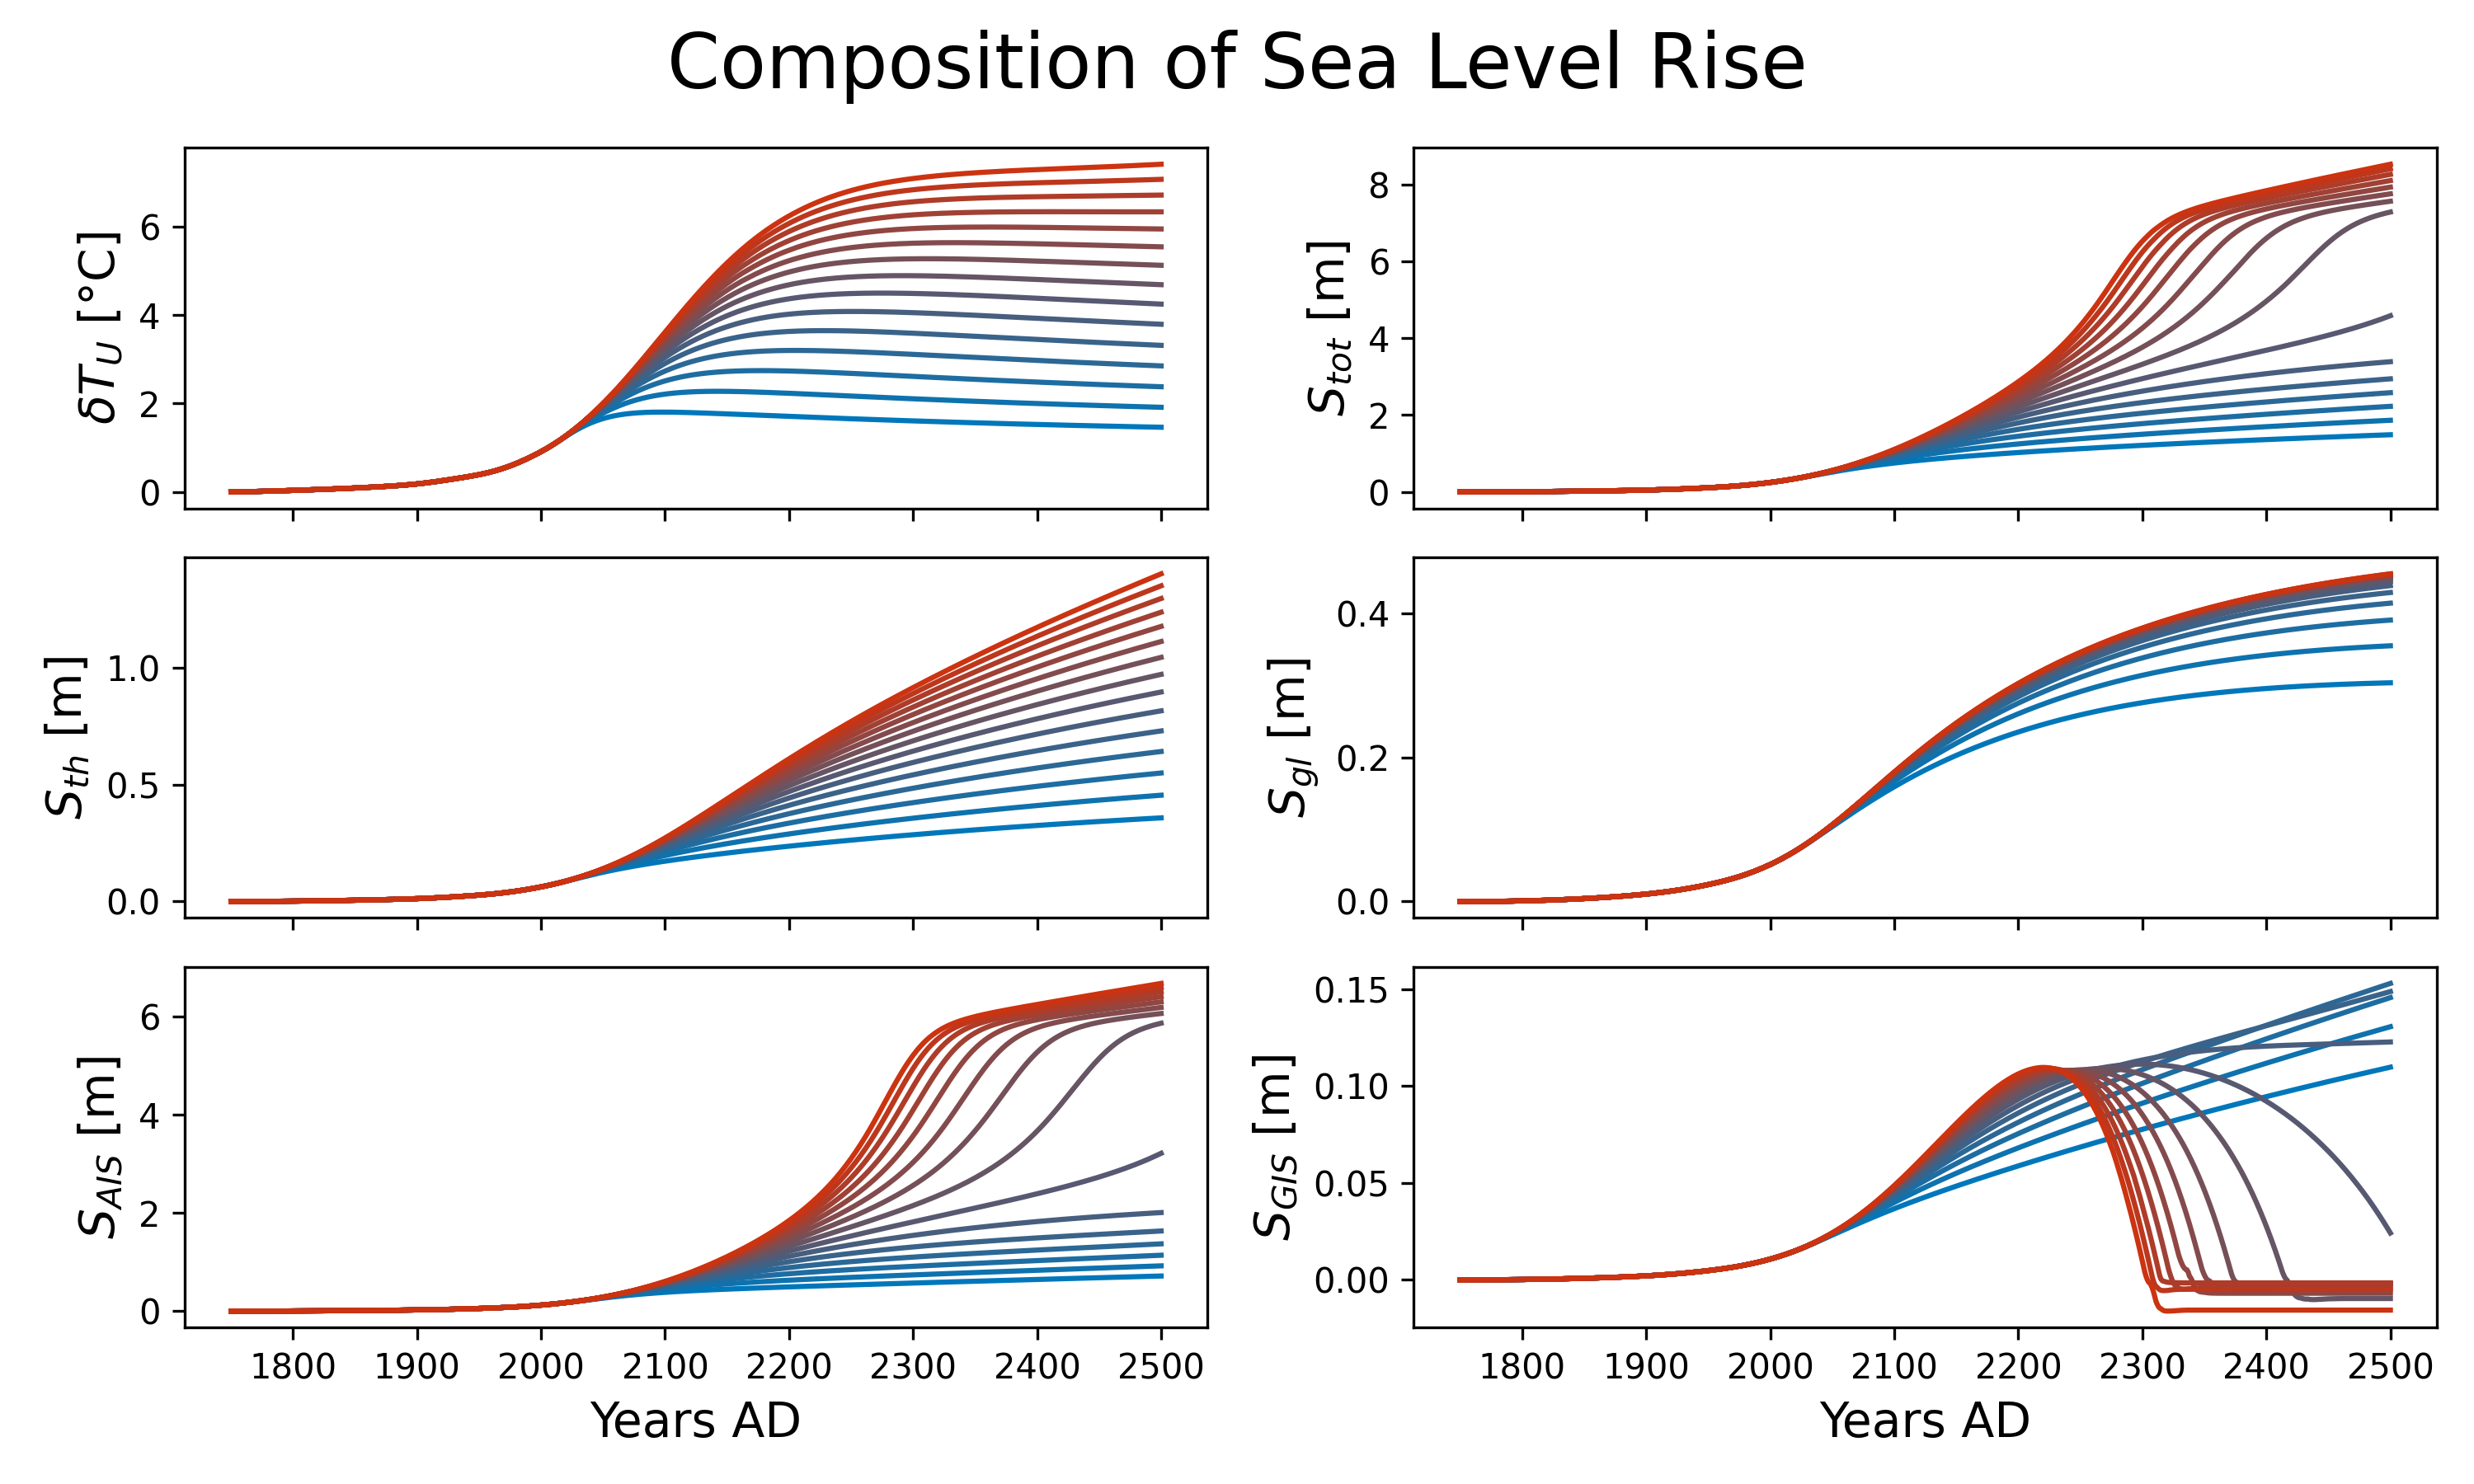 Composition of Sea Level Rise
δT_U [°C]
6
4
2
0
S_tot [m]
8
6
4
2
0
S_th [m]
1.0
0.5
0.0
S_gl [m]
0.4
0.2
0.0
S_AIS [m]
6
4
2
0
1800 1900 2000 2100 2200 2300 2400 2500
Years AD
S_GIS [m]
0.15
0.10
0.05
0.00
1800 1900 2000 2100 2200 2300 2400 2500
Years AD